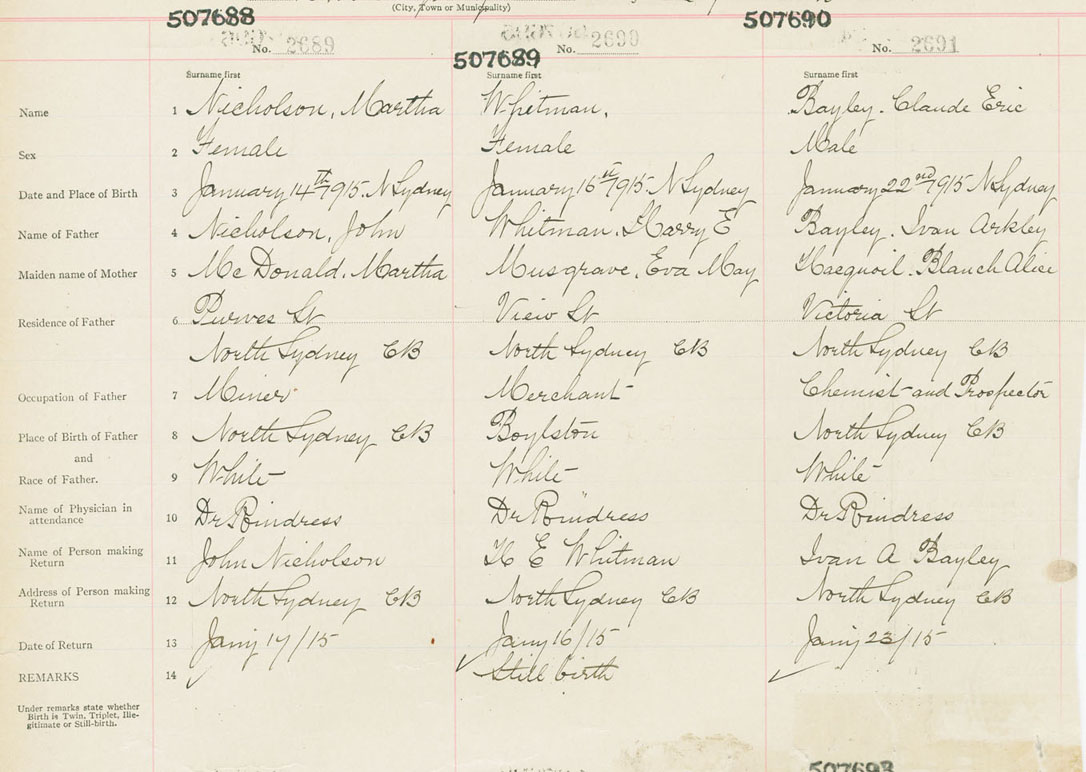 (City, Town or Municipality)
507688 507690
No. 2689 No. 2690 No. 2691
507689
Surname first Surname first Surname first
Name 1 Nicholson, Martha Whitman, Bayley. Claude Eric
Sex 2 Female Female Male
Date and Place of Birth 3 January 14th 1915. N Sydney January 16st 1915. N Sydney January 22nd 1915 N Sydney
Name of Father 4 Nicholson, John Whitman, Harry E Bayley. Ivan Arkley
Maiden name of Mother 5 Mc Donald, Martha Musgrave, Eva May Macquoil. Blanch Alice
Residence of Father 6 Purves St View St Victoria St
North Sydney CB North Sydney CB North Sydney CB
Occupation of Father 7 Miner Merchant Chemist and Prospector
Place of Birth of Father 8 North Sydney CB Boylston North Sydney CB
and
Race of Father. 9 White White White
Name of Physician in
attendance 10 Dr Rindress Dr Rindress Dr Rindress
Name of Person making
Return 11 John Nicholson H E Whitman Ivan A Bayley
Address of Person making
Return 12 North Sydney CB North Sydney CB North Sydney CB
Date of Return 13 Jany 17/15 Jany 16/15 Jany 23/15
REMARKS 14 Still birth
Under remarks state whether
Birth is Twin, Triplet, Ille-
gitimate or Still-birth.
507693